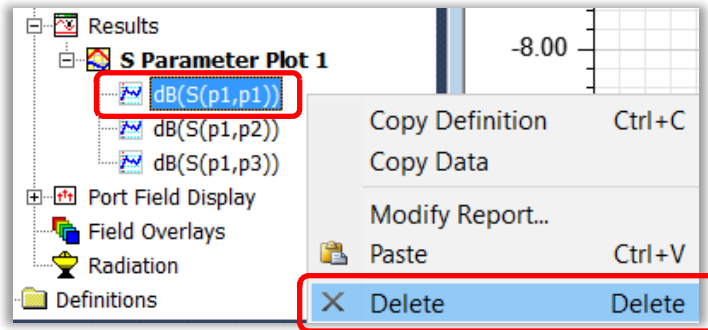 Results
S Parameter Plot 1
-8.00
dB(S(p1,p1))
dB(S(p1,p2))
dB(S(p1,p3))
Port Field Display
Field Overlays
Radiation
Definitions
Copy Definition Ctrl+C
Copy Data
Modify Report...
Paste Ctrl+V
Delete Delete